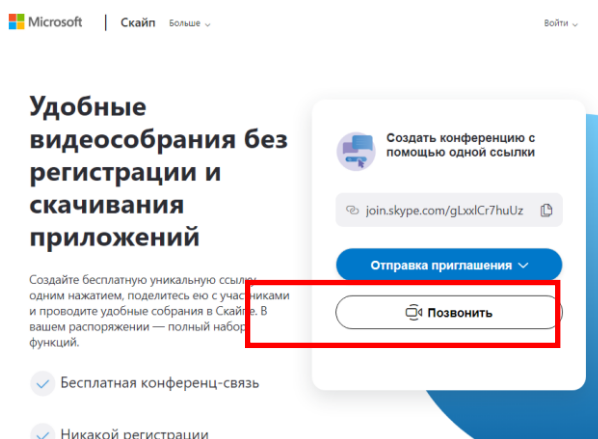 Microsoft
Скайп
Больше
Войти
Удобные
видеособрания без
регистрации и
скачивания
приложений
Создайте бесплатную уникальную ссылку
одним нажатием, поделитесь ею с участниками
и проводите удобные собрания в Скайпе. В
вашем распоряжении — полный набор
функций.
Бесплатная конференц-связь
Никакой регистрации
Создать конференцию с
помощью одной ссылки
join.skype.com/gLxxlCr7huUz
Отправка приглашения
Позвонить